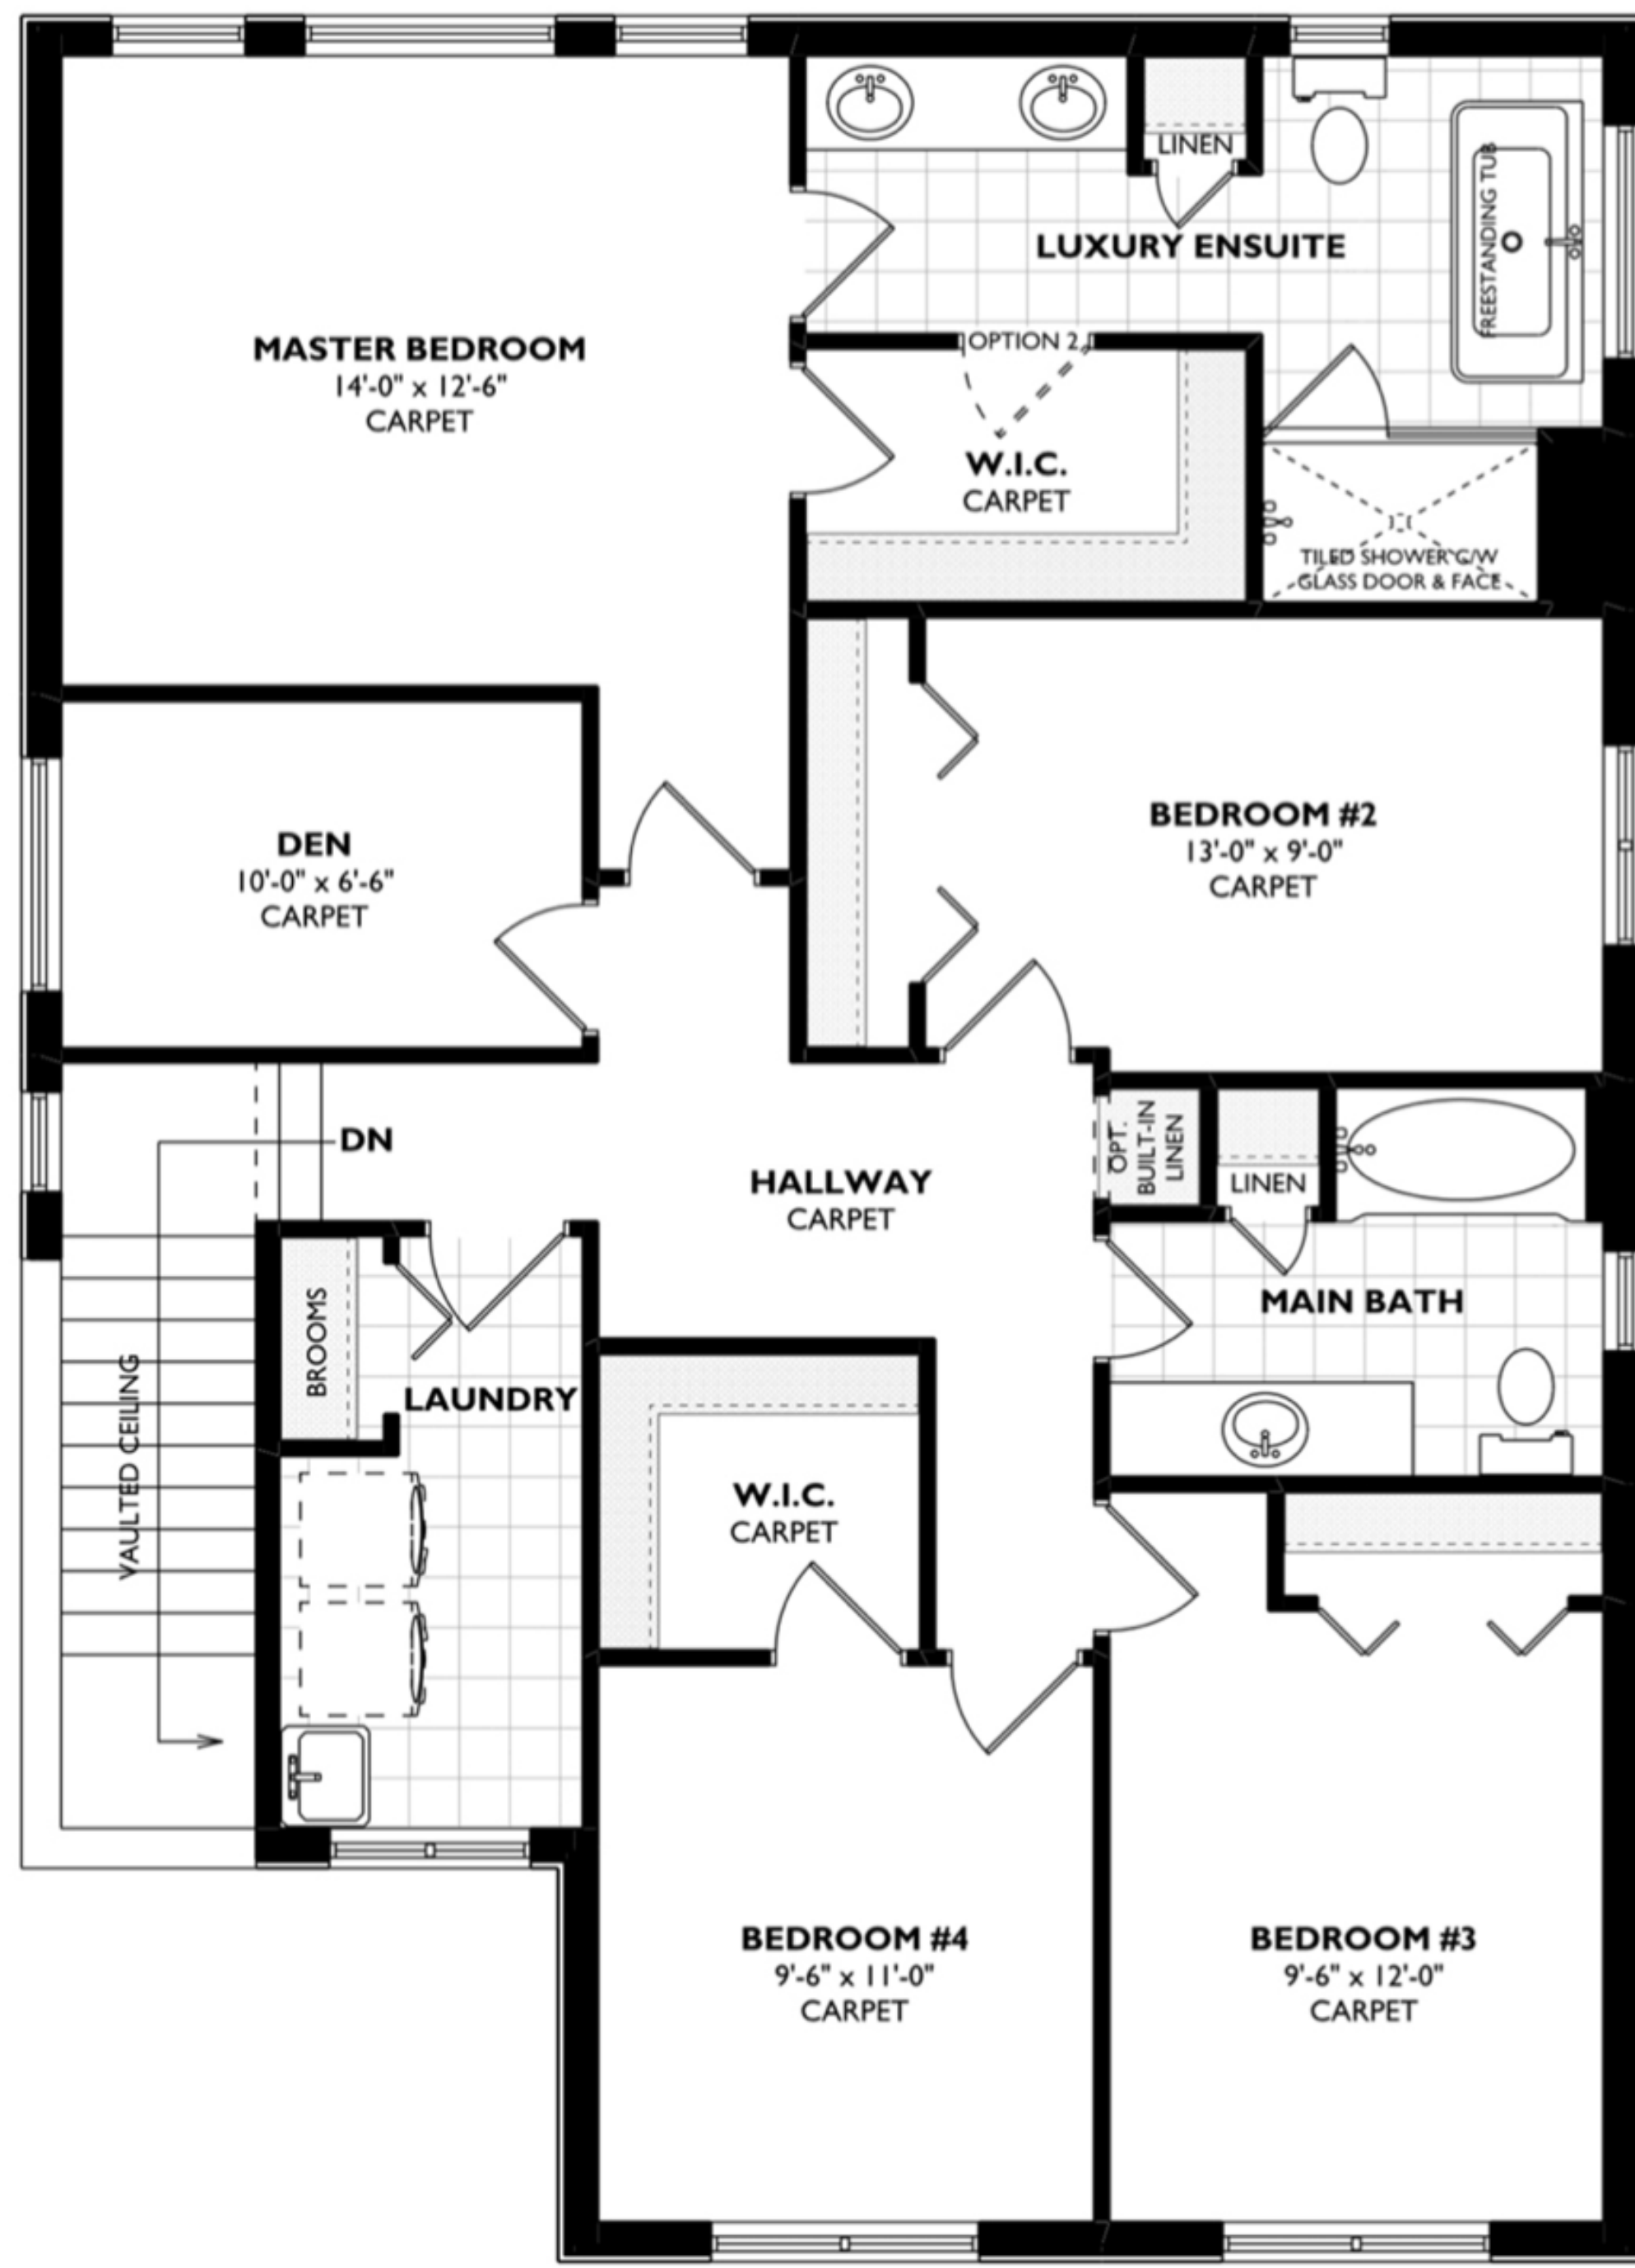 LINEN
LUXURY ENSUITE
FREESTANDING TUB
MASTER BEDROOM
14'-0" x 12'-6"
CARPET
OPTION 2
W.I.C.
CARPET
TILED SHOWER C/W
GLASS DOOR & FACE
DEN
10'-0" x 6'-6"
CARPET
BEDROOM #2
13'-0" x 9'-0"
CARPET
DN
HALLWAY
CARPET
OPT.
BUILT-IN
LINEN
LINEN
MAIN BATH
BROOMS
LAUNDRY
VAULTED CEILING
W.I.C.
CARPET
BEDROOM #4
9'-6" x 11'-0"
CARPET
BEDROOM #3
9'-6" x 12'-0"
CARPET